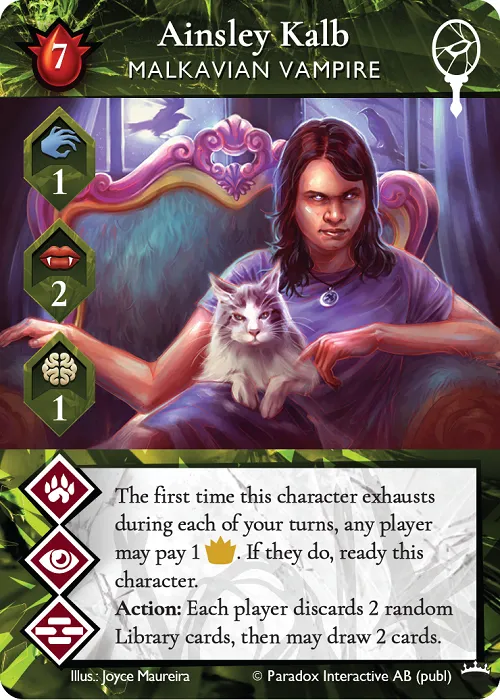 7
Ainsley Kalb
MALKAVIAN VAMPIRE
1
2
1
The first time this character exhausts
during each of your turns, any player
may pay 1 . If they do, ready this
character.
Action: Each player discards 2 random
Library cards, then may draw 2 cards.
Illus.: Joyce Maureira © Paradox Interactive AB (publ)